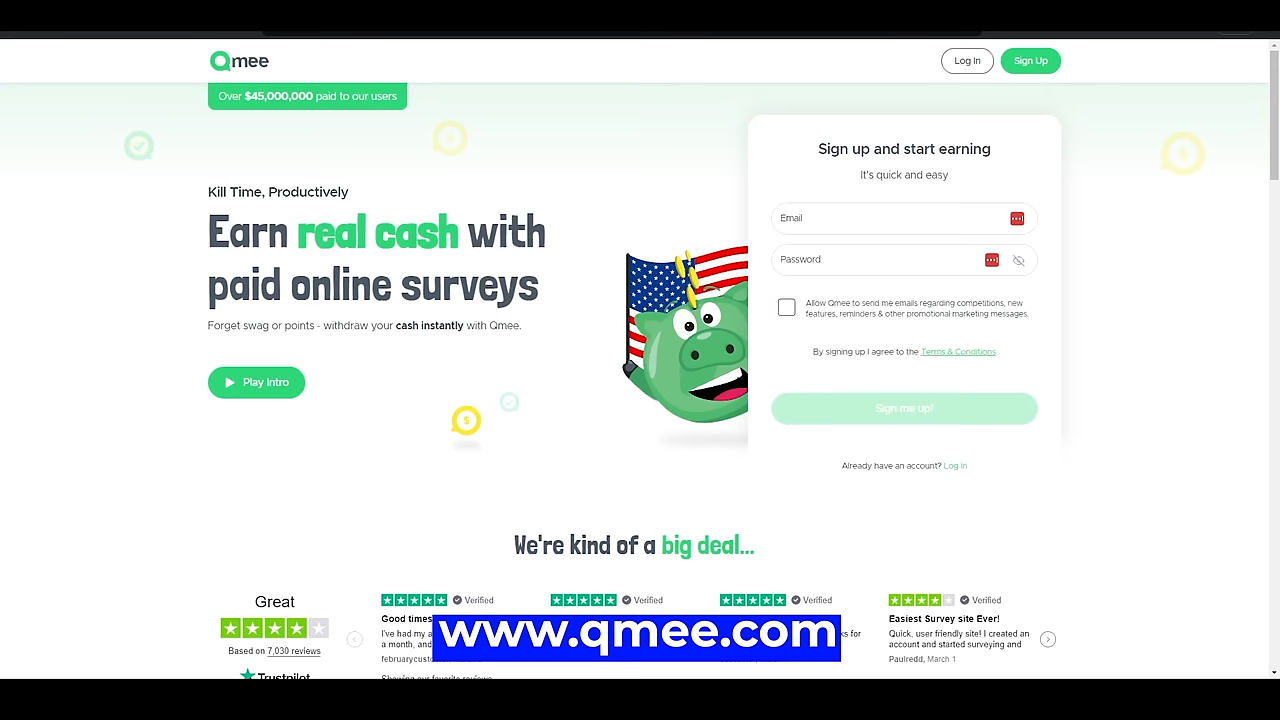 Qmee
Log In
Sign Up
Over $45,000,000 paid to our users
Kill Time, Productively
Earn real cash with
paid online surveys
Forget swag or points - withdraw your cash instantly with Qmee.
Play Intro
Sign up and start earning
It's quick and easy
Email
Password
Allow Qmee to send me emails regarding competitions, new
features, reminders & other promotional marketing messages.
By signing up I agree to the Terms & Conditions
Sign me up!
Already have an account? Log In
We're kind of a big deal...
Great
Based on 7,030 reviews
Trustpilot
Verified
Good times
I've had my a
a month, and
Verified
Verified
Verified
Easiest Survey site Ever!
Quick, user friendly site! I created an
account and started surveying and
Paulredd, March 1
www.qmee.com